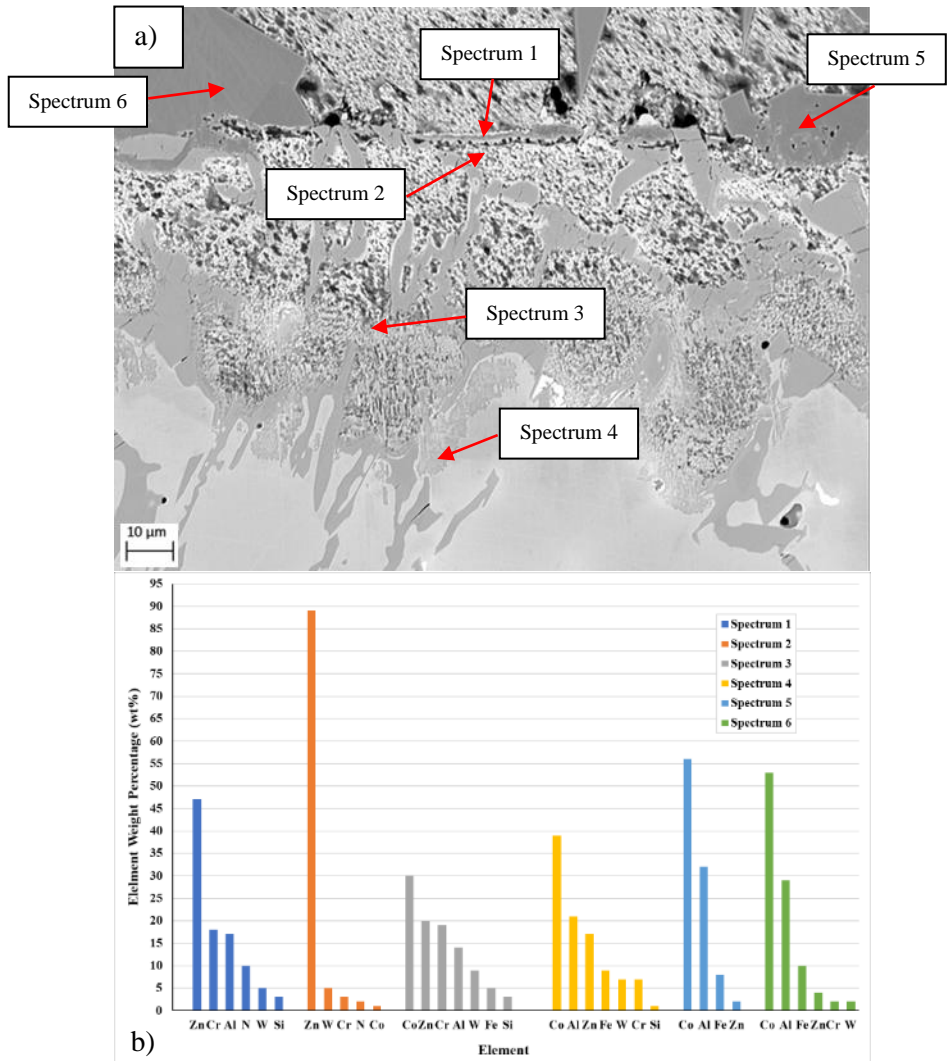 a)
Spectrum 1
Spectrum 5
Spectrum 6
Spectrum 2
Spectrum 3
Spectrum 4
10 µm
95
90
85
80
75
70
65
60
55
50
45
40
35
30
25
20
15
10
5
0
Elelment Weight Percentage (wt%)
Spectrum 1
Spectrum 2
Spectrum 3
Spectrum 4
Spectrum 5
Spectrum 6
Zn Cr Al N W Si Zn W Cr N Co Co Zn Cr Al W Fe Si Co Al Zn Fe W Cr Si Co Al Fe Zn Co Al Fe Zn Cr W
b)
Element